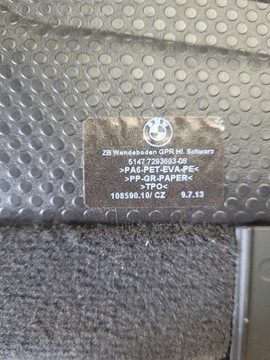 BMW
ZB Wendeboden GPR Hl. Schwarz
5147 7293693-08
>PA6-PET-EVA-PE<
>PP-GR-PAPER<
>TPO<
108590.10/ CZ 9.7.13